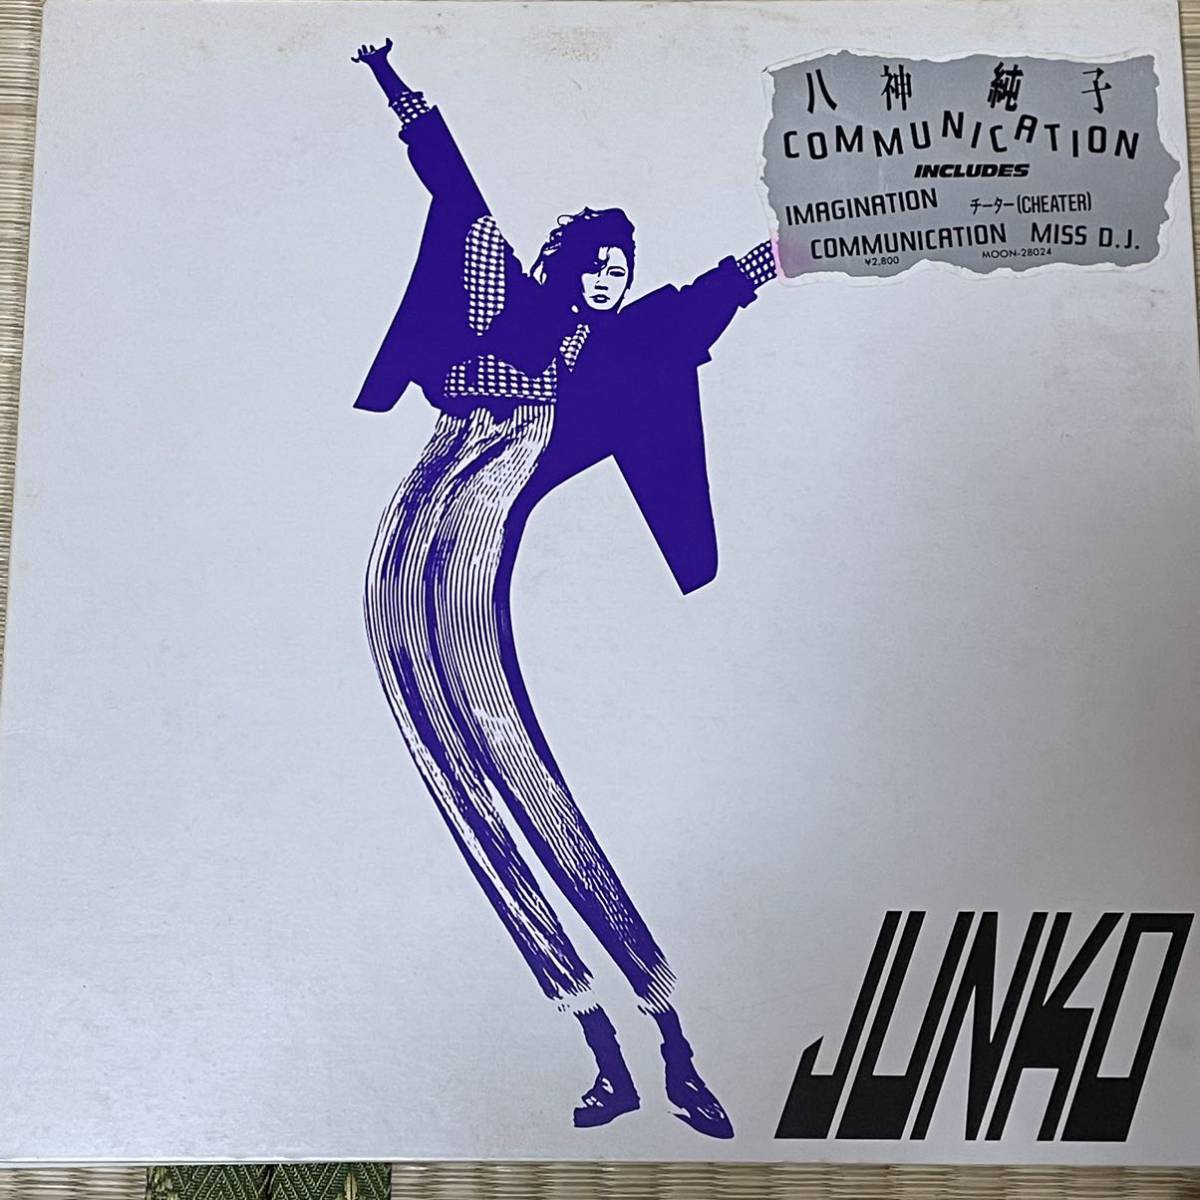 八神純子
COMMUNICATION
INCLUDES
IMAGINATION チーター(CHEATER)
COMMUNICATION MISS D.J.
¥2,800 MOON-28024
JUNKO